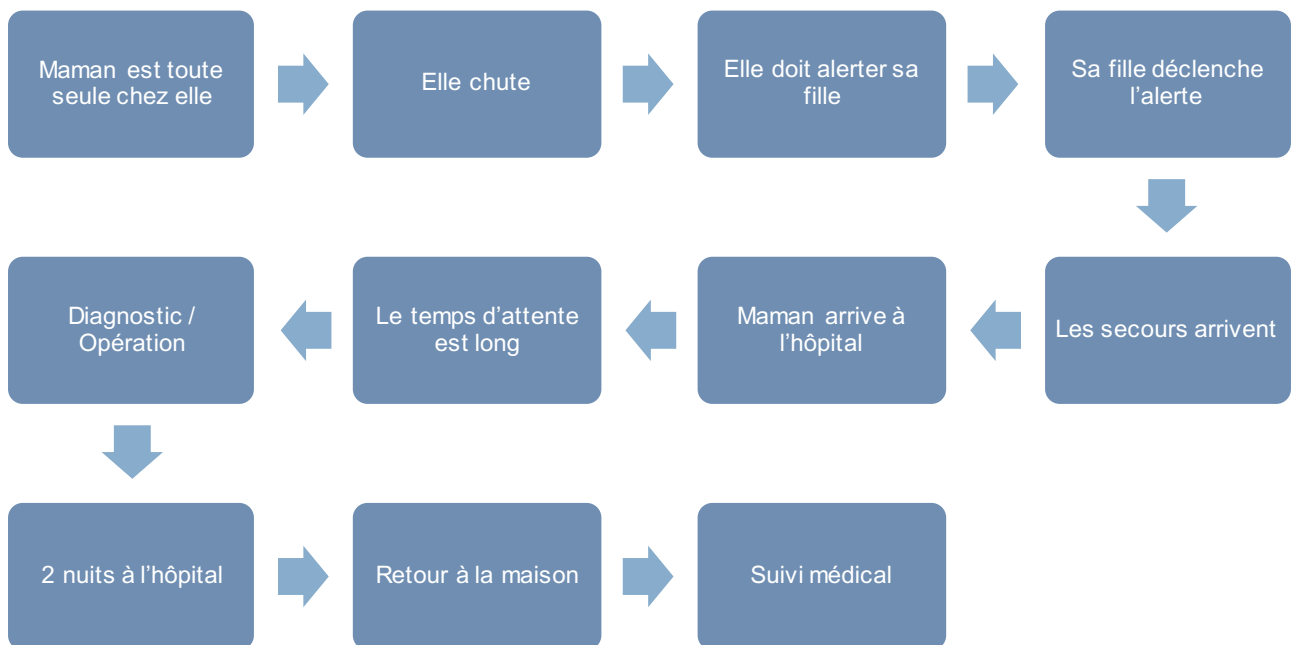 Maman est toute
seule chez elle
Elle chute
Elle doit alerter sa
fille
Sa fille déclenche
l'alerte
Les secours arrivent
Maman arrive à
l'hôpital
Le temps d'attente
est long
Diagnostic /
Opération
2 nuits à l'hôpital
Retour à la maison
Suivi médical